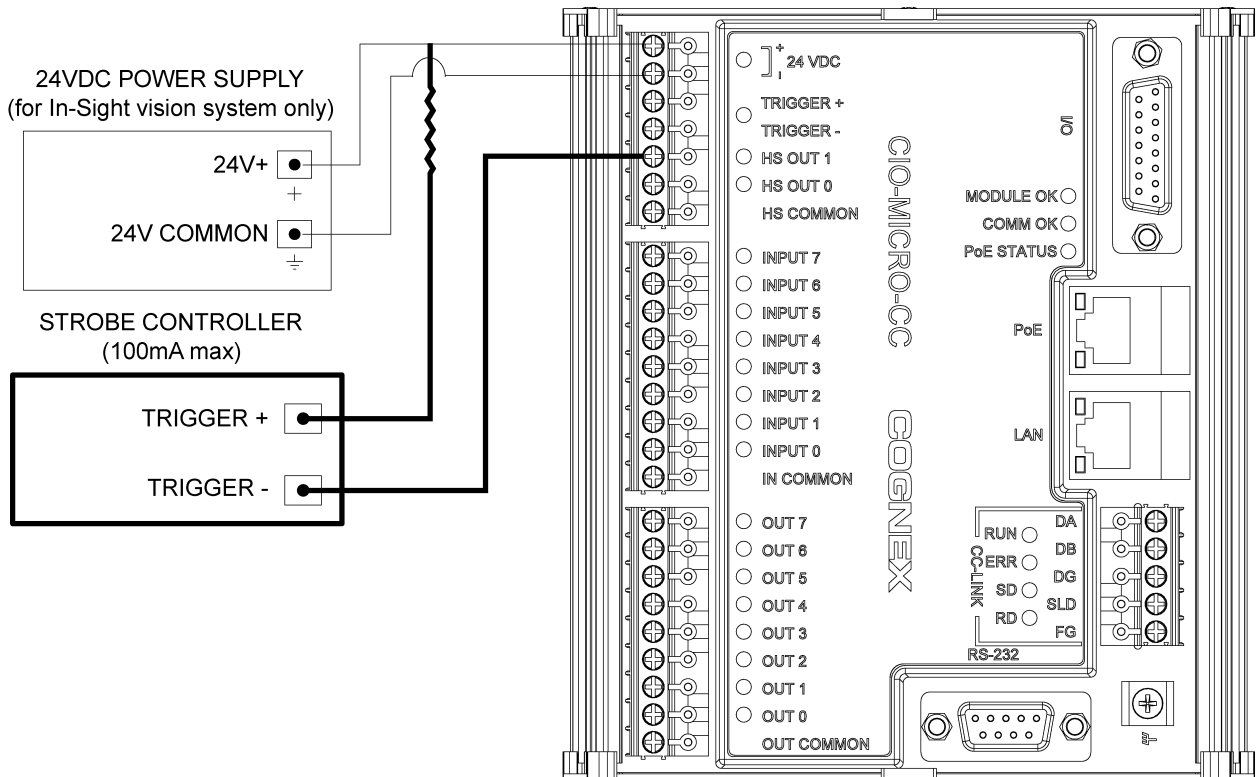 24VDC POWER SUPPLY
(for In-Sight vision system only)
24V+
+
24V COMMON
STROBE CONTROLLER
(100mA max)
TRIGGER +
TRIGGER -
+
24 VDC
-
TRIGGER +
TRIGGER -
HS OUT 1
HS OUT 0
HS COMMON
INPUT 7
INPUT 6
INPUT 5
INPUT 4
INPUT 3
INPUT 2
INPUT 1
INPUT 0
IN COMMON
OUT 7
OUT 6
OUT 5
OUT 4
OUT 3
OUT 2
OUT 1
OUT 0
OUT COMMON
CIO-MICRO-CC
COGNEX
I/O
MODULE OK
COMM OK
PoE STATUS
PoE
LAN
CC-LINK
RUN
ERR
SD
RD
DA
DB
DG
SLD
FG
RS-232